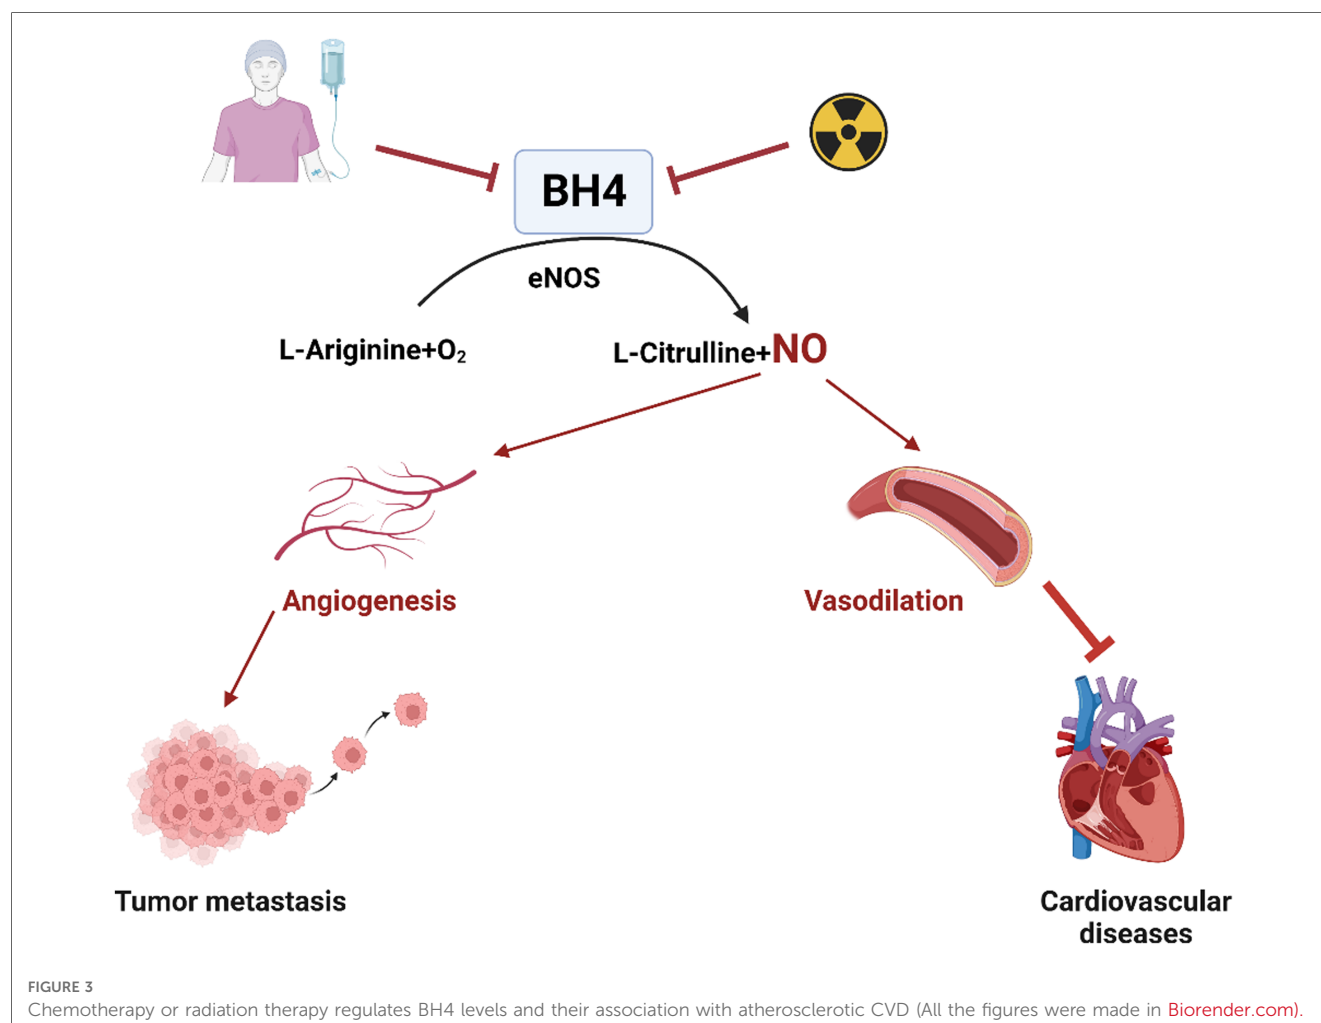 BH4
eNOS
L-Ariginine+O₂
L-Citrulline+NO
Angiogenesis
Vasodilation
Tumor metastasis
Cardiovascular
diseases
FIGURE 3
Chemotherapy or radiation therapy regulates BH4 levels and their association with atherosclerotic CVD (All the figures were made in Biorender.com).